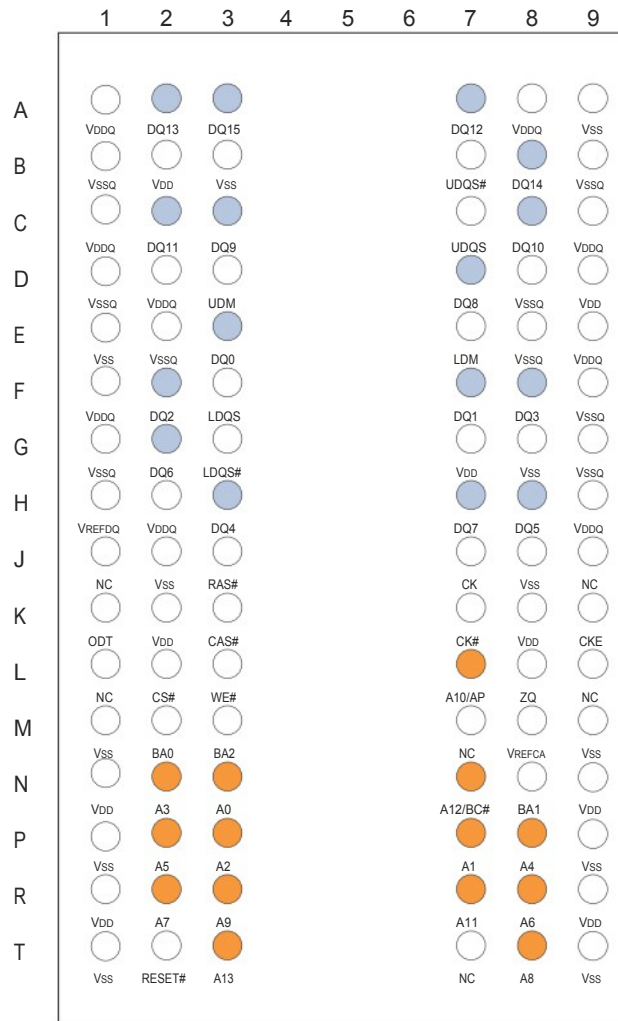 1 2 3 4 5 6 7 8 9
A
VDDQ DQ13 DQ15 DQ12 VDDQ VSS
B
VSSQ VDD VSS UDQS# DQ14 VSSQ
C
VDDQ DQ11 DQ9 UDQS DQ10 VDDQ
D
VSSQ VDDQ UDM DQ8 VSSQ VDD
E
VSS VSSQ DQ0 LDM VSSQ VDDQ
F
VDDQ DQ2 LDQS DQ1 DQ3 VSSQ
G
VSSQ DQ6 LDQS# VDD VSS VSSQ
H
VREFDQ VDDQ DQ4 DQ7 DQ5 VDDQ
J
NC VSS RAS# CK VSS NC
K
ODT VDD CAS# CK# VDD CKE
L
NC CS# WE# A10/AP ZQ NC
M
VSS BA0 BA2 NC VREFCA VSS
N
VDD A3 A0 A12/BC# BA1 VDD
P
VSS A5 A2 A1 A4 VSS
R
VDD A7 A9 A11 A6 VDD
T
VSS RESET# A13 NC A8 VSS